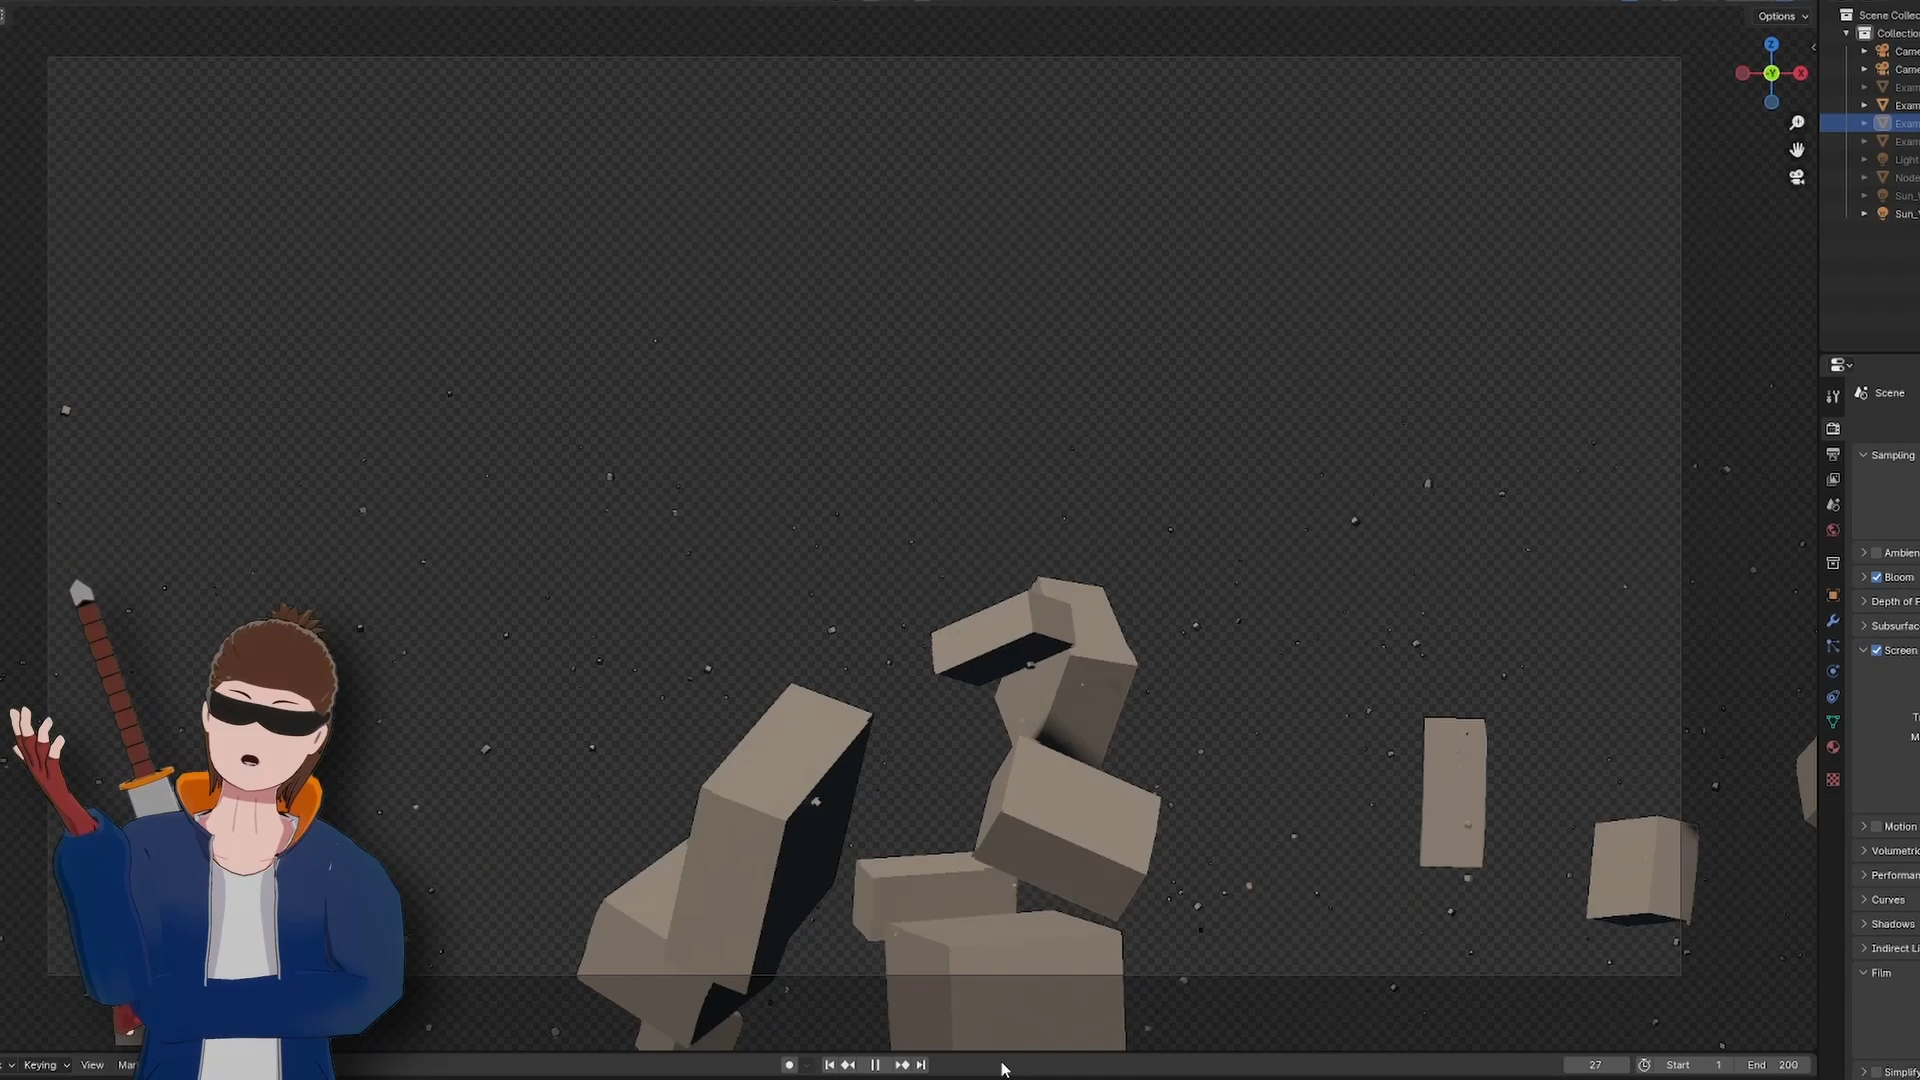 Options
Scene Collec
Collectio
Came
Came
Exam
Exam
Exam
Exam
Light
Node
Sun_
Sun_
Scene
Sampling
Ambien
Bloom
Depth of F
Subsurfac
Screen
Tr
M
Motion
Volumetric
Performan
Curves
Shadows
Indirect Li
Film
Simplify
Keying
View
Mar
27
Start 1
End 200
Z
Y
X